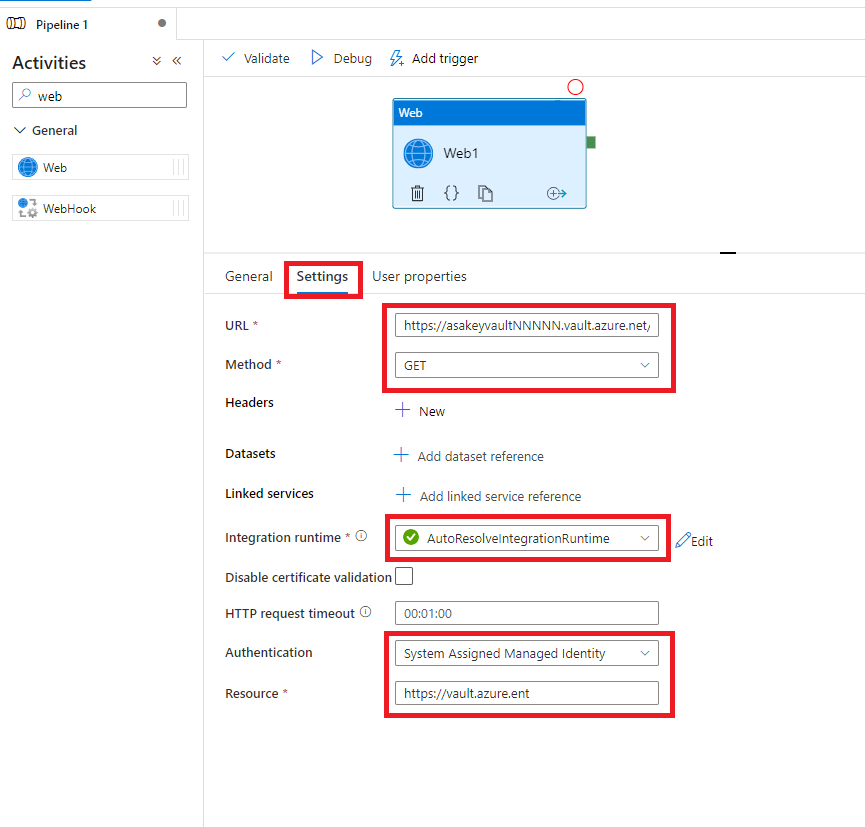 Pipeline 1
Activities
web
General
Web
WebHook
Validate Debug Add trigger
Web
Web1
General Settings User properties
URL *
https://asakeyvaultNNNNN.vault.azure.net/
Method *
GET
Headers
New
Datasets
Add dataset reference
Linked services
Add linked service reference
Integration runtime *
AutoResolveIntegrationRuntime
Edit
Disable certificate validation
HTTP request timeout
00:01:00
Authentication
System Assigned Managed Identity
Resource *
https://vault.azure.ent